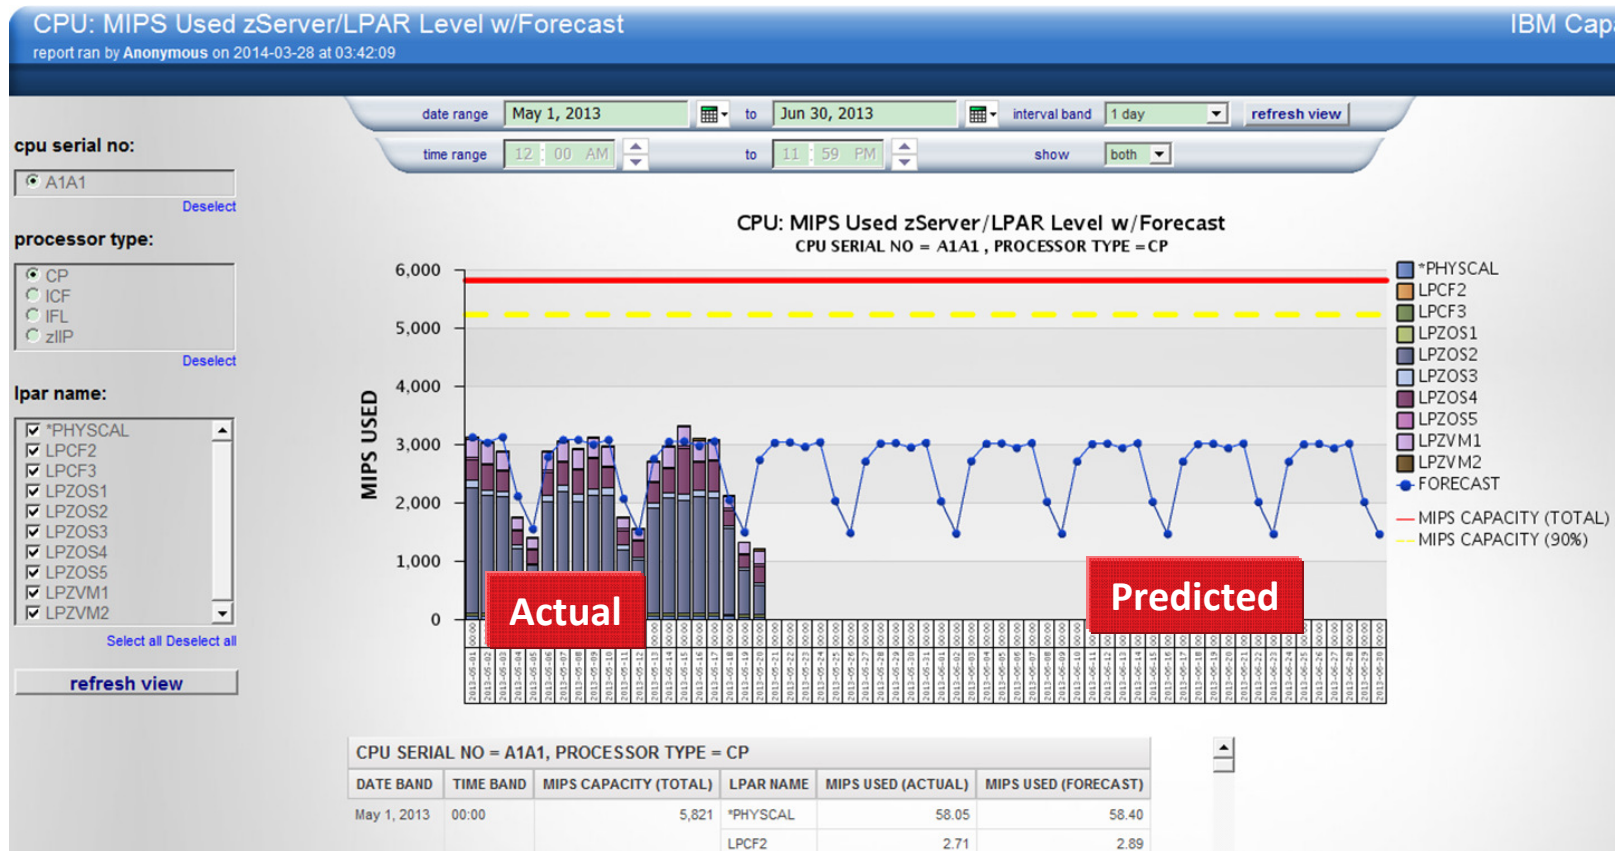 CPU: MIPS Used zServer/LPAR Level w/Forecast
IBM Capa
report ran by Anonymous on 2014-03-28 at 03:42:09
date range May 1, 2013 to Jun 30, 2013 interval band 1 day refresh view
time range 12 : 00 AM to 11 : 59 PM show both
cpu serial no:
A1A1
Deselect
processor type:
CP
ICF
IFL
zIIP
Deselect
lpar name:
*PHYSCAL
LPCF2
LPCF3
LPZOS1
LPZOS2
LPZOS3
LPZOS4
LPZOS5
LPZVM1
LPZVM2
Select all Deselect all
refresh view
CPU: MIPS Used zServer/LPAR Level w/Forecast
CPU SERIAL NO = A1A1 , PROCESSOR TYPE = CP
MIPS USED
6,000
5,000
4,000
3,000
2,000
1,000
0
Actual
Predicted
*PHYSCAL
LPCF2
LPCF3
LPZOS1
LPZOS2
LPZOS3
LPZOS4
LPZOS5
LPZVM1
LPZVM2
FORECAST
MIPS CAPACITY (TOTAL)
MIPS CAPACITY (90%)
CPU SERIAL NO = A1A1, PROCESSOR TYPE = CP
DATE BAND TIME BAND MIPS CAPACITY (TOTAL) LPAR NAME MIPS USED (ACTUAL) MIPS USED (FORECAST)
May 1, 2013 00:00 5,821 *PHYSCAL 58.05 58.40
LPCF2 2.71 2.89